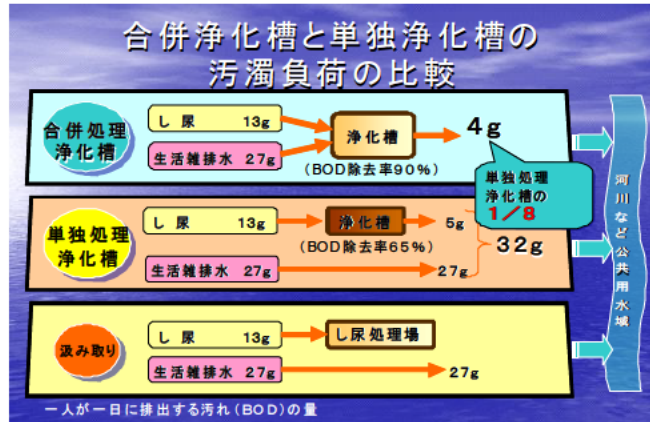 合併浄化槽と単独浄化槽の
汚濁負荷の比較
合併処理
浄化槽
し 尿 13g
生活雑排水 27g
浄化槽
(BOD除去率90%)
4g
単独処理
浄化槽の
1/8
単独処理
浄化槽
し 尿 13g
浄化槽
5g
(BOD除去率65%)
生活雑排水 27g
27g
32g
汲み取り
し 尿 13g
し尿処理場
生活雑排水 27g
27g
河川など公共用水域
一人が一日に排出する汚れ(BOD)の量